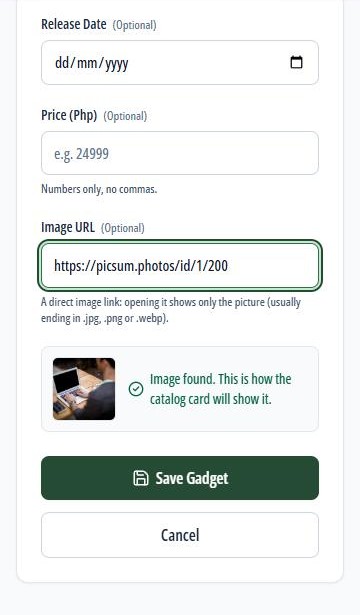 Release Date (Optional)
dd/mm/yyyy
Price (Php) (Optional)
e.g. 24999
Numbers only, no commas.
Image URL (Optional)
https://picsum.photos/id/1/200
A direct image link: opening it shows only the picture (usually
ending in .jpg, .png or .webp).
Image found. This is how the
catalog card will show it.
Save Gadget
Cancel